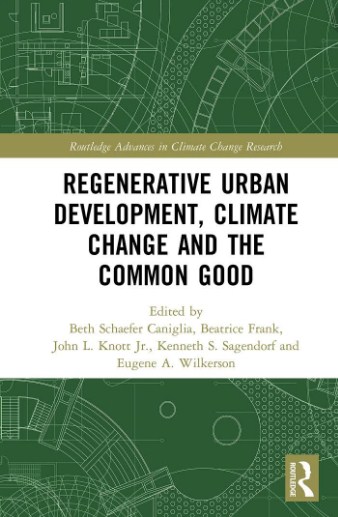 Routledge Advances in Climate Change Research
REGENERATIVE URBAN
DEVELOPMENT, CLIMATE
CHANGE AND THE
COMMON GOOD
Edited by
Beth Schaefer Caniglia, Beatrice Frank,
John L. Knott Jr., Kenneth S. Sagendorf and
Eugene A. Wilkerson
ROUTLEDGE